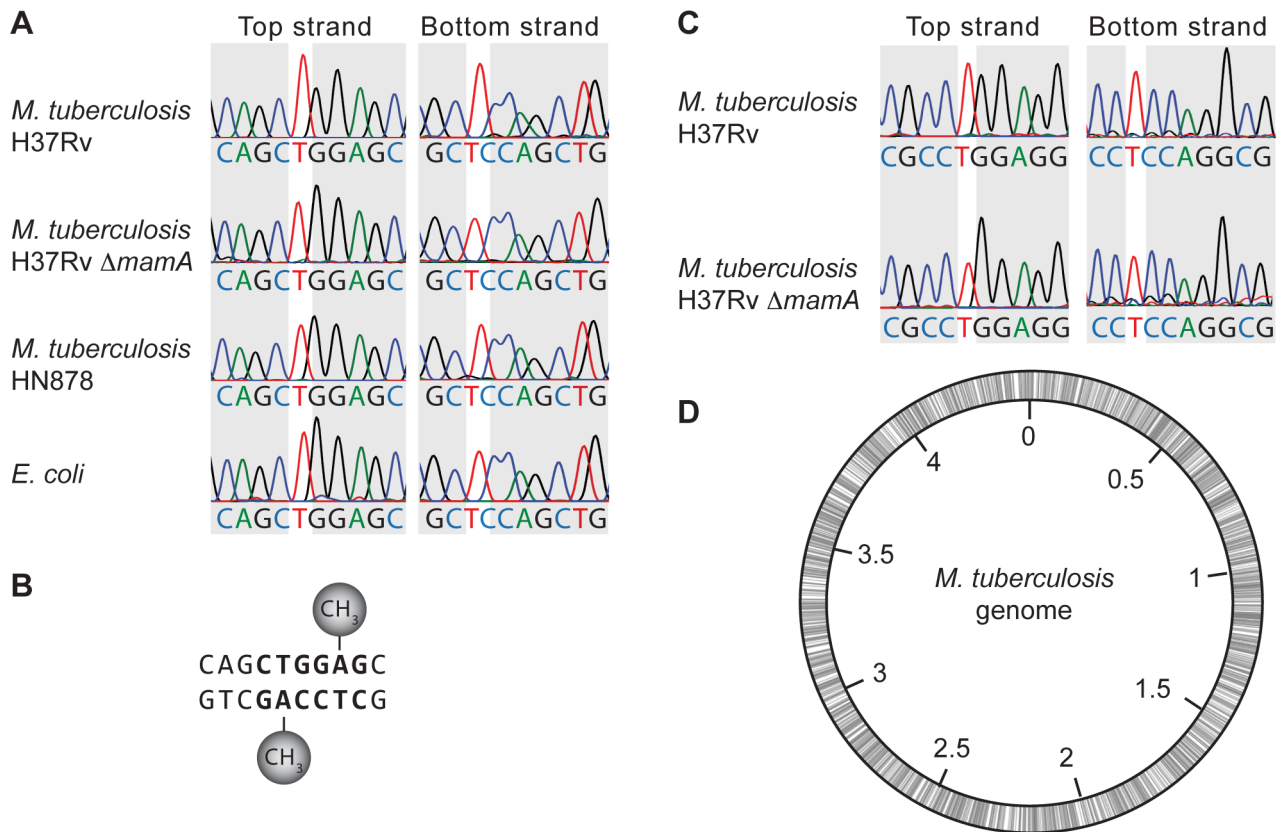 A
Top strand
Bottom strand
M. tuberculosis
H37Rv
CAGCTGGAGC
GCTCCAGCTG
M. tuberculosis
H37Rv ΔmamA
CAGCTGGAGC
GCTCCAGCTG
M. tuberculosis
HN878
CAGCTGGAGC
GCTCCAGCTG
E. coli
CAGCTGGAGC
GCTCCAGCTG
B
CH3
CAGCTGGAGC
GTCGACCTCG
CH3
C
Top strand
Bottom strand
M. tuberculosis
H37Rv
CGCCTGGAGG
CCTCCAGGCG
M. tuberculosis
H37Rv ΔmamA
CGCCTGGAGG
CCTCCAGGCG
D
0
0.5
1
1.5
2
2.5
3
3.5
4
M. tuberculosis
genome